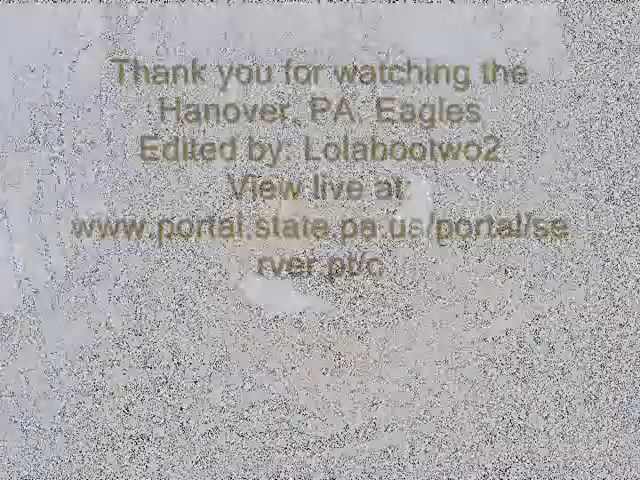 Thank you for watching the
Hanover, PA. Eagles
Edited by: Lolabootwo2
View live at:
www.portal.state.pa.us/portal/se
rver.pt/c